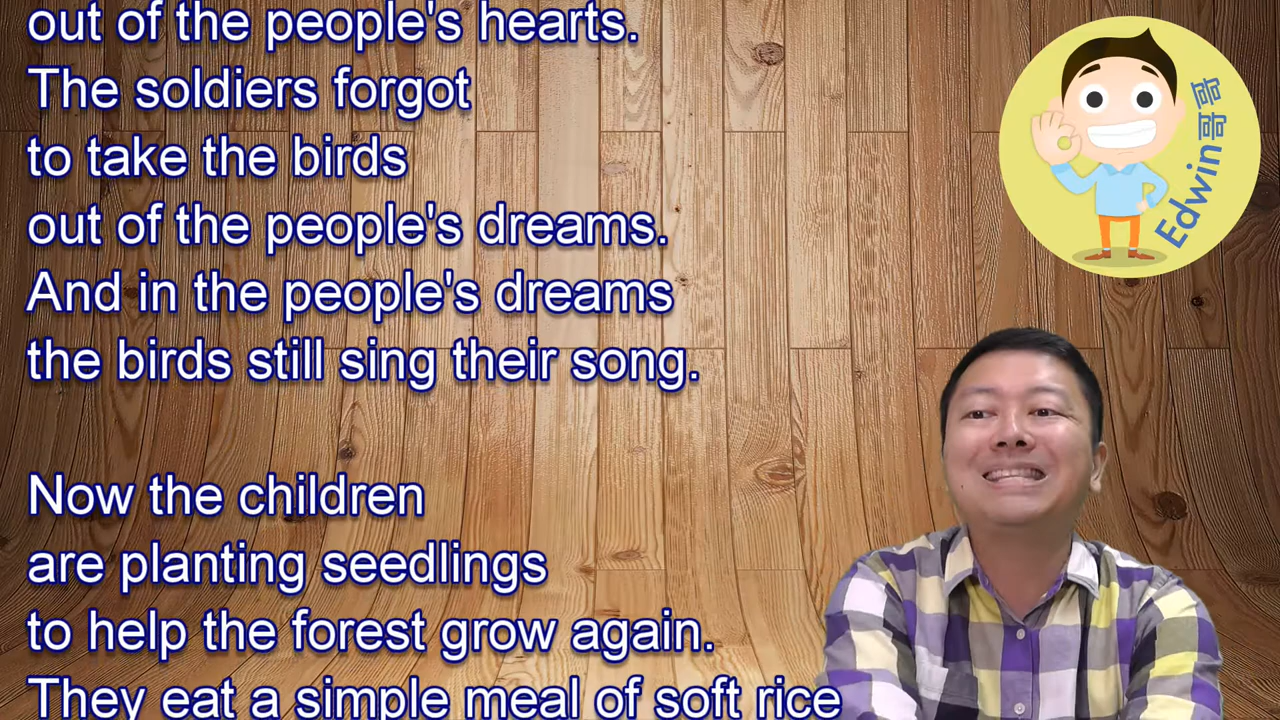 out of the people's hearts.
The soldiers forgot
to take the birds
out of the people's dreams.
And in the people's dreams
the birds still sing their song.
Now the children
are planting seedlings
to help the forest grow again.
They eat a simple meal of soft rice
Edwin哥哥